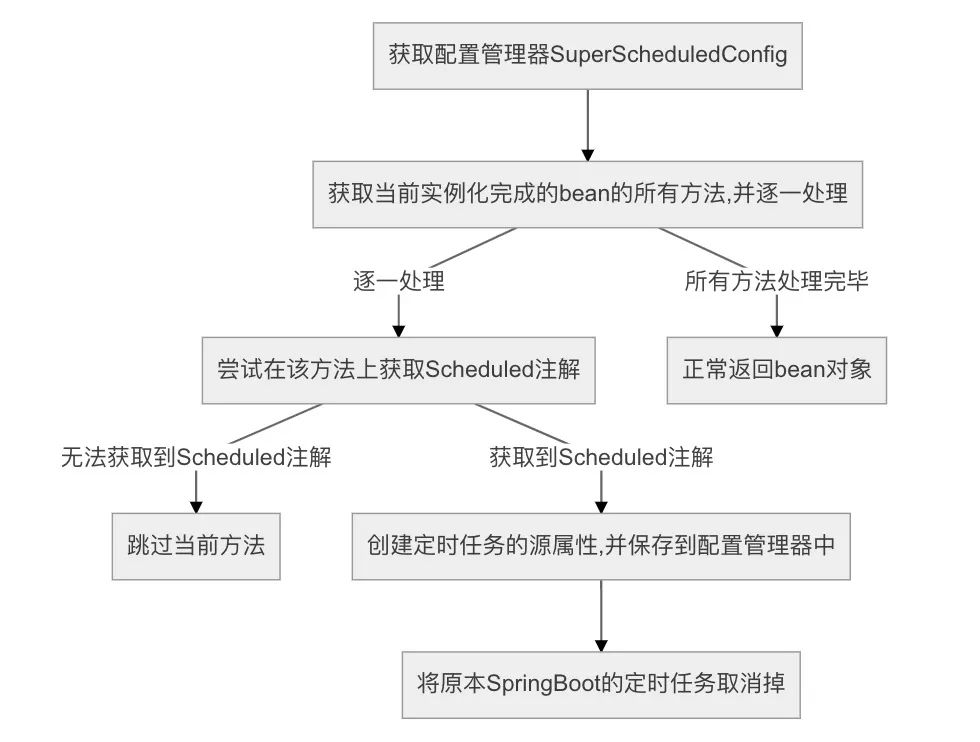 获取配置管理器SuperScheduledConfig
获取当前实例化完成的bean的所有方法,并逐一处理
逐一处理
所有方法处理完毕
尝试在该方法上获取Scheduled注解
正常返回bean对象
无法获取到Scheduled注解
获取到Scheduled注解
跳过当前方法
创建定时任务的源属性,并保存到配置管理器中
将原本SpringBoot的定时任务取消掉